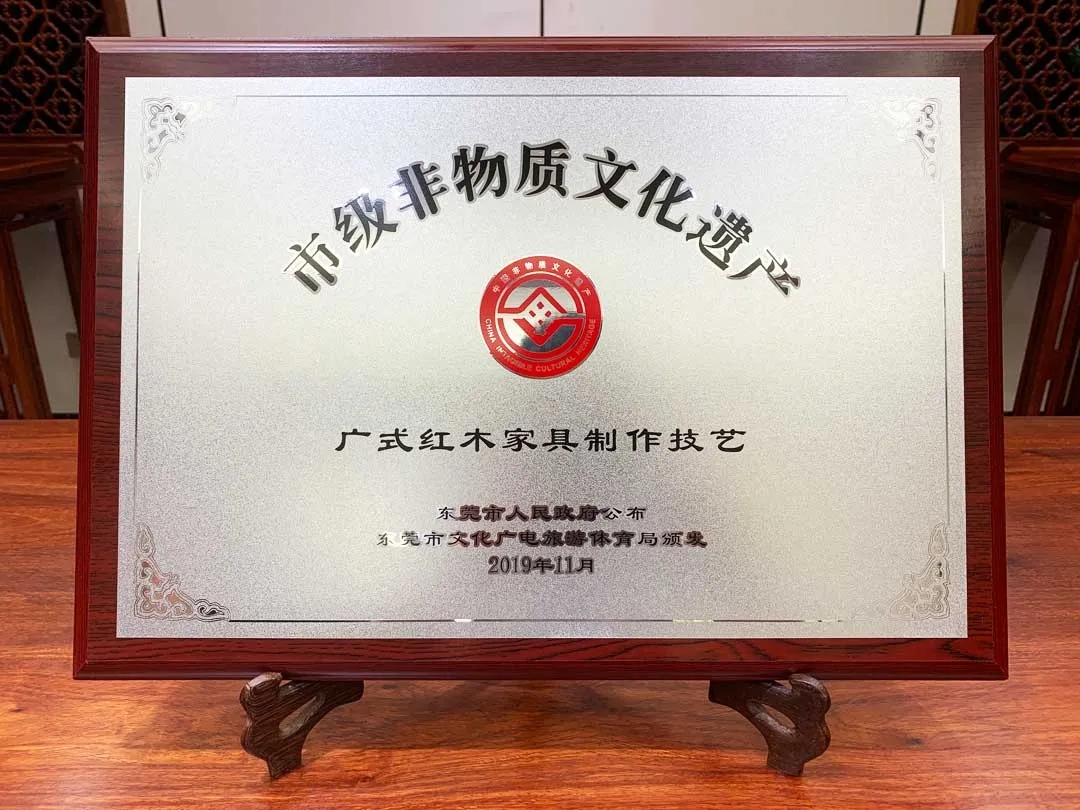 市级非物质文化遗产
中国非物质文化遗产
CHINA INTANGIBLE CULTURAL HERITAGE
广式红木家具制作技艺
东莞市人民政府公布
东莞市文化广电旅游体育局颁发
2019年11月